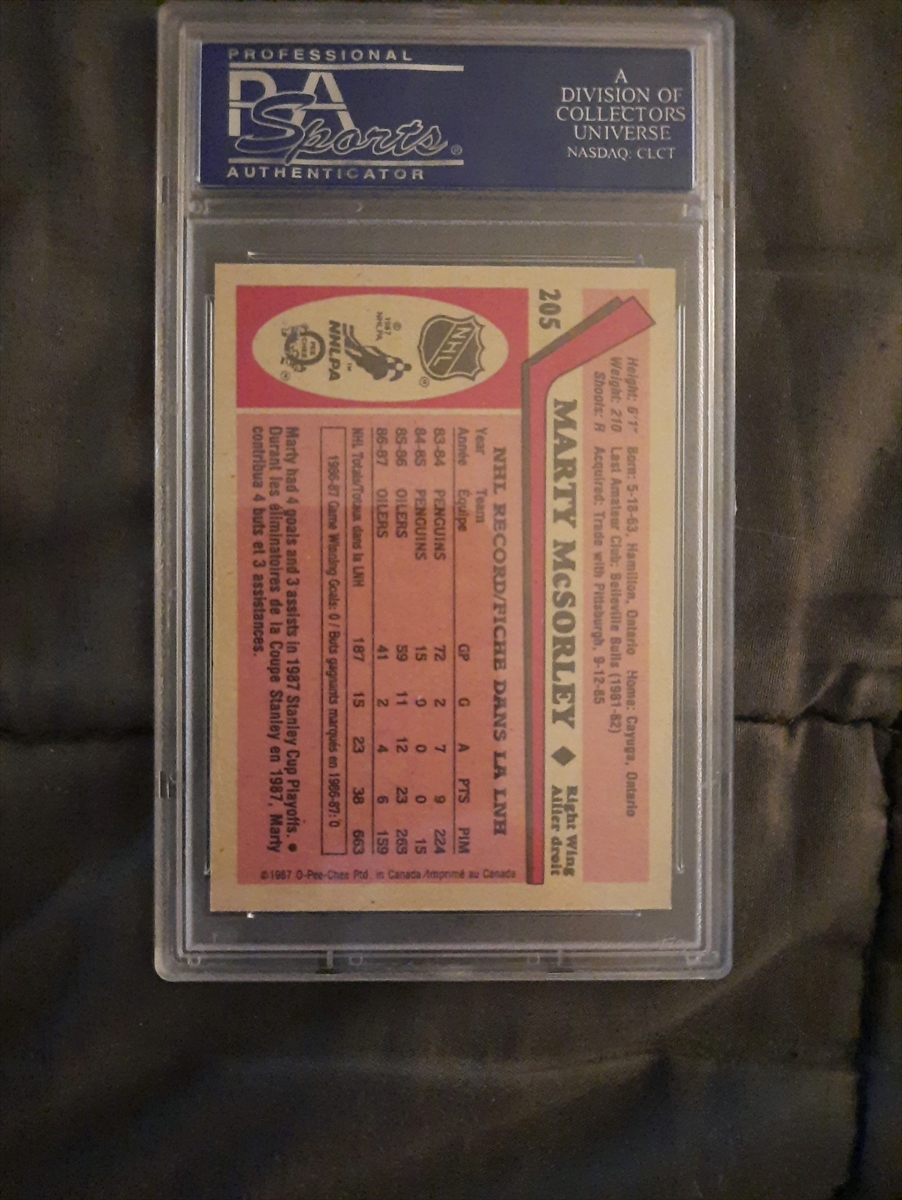 PROFESSIONAL
PSA
Sports®
AUTHENTICATOR
A
DIVISION OF
COLLECTORS
UNIVERSE
NASDAQ: CLCT
Height: 6'1" Born: 5-18-63, Hamilton, Ontario Home: Cayuga, Ontario
Weight: 210 Last Amateur Club: Belleville Bulls (1981-82)
Shoots: R Acquired: Trade with Pittsburgh, 9-12-85
205
MARTY McSORLEY ◆ Right Wing
Ailier droit
NHL
©
1987
NHLPA
NHLPA™
O PEE CHEE
NHL RECORD/FICHE DANS LA LNH
Year Team
Année Équipe GP G A PTS PIM
83-84 PENGUINS 72 2 7 9 224
84-85 PENGUINS 15 0 0 0 15
85-86 OILERS 59 11 12 23 265
86-87 OILERS 41 2 4 6 159
NHL Totals/Totaux dans la LNH 187 15 23 38 663
1986-87 Game Winning Goals: 0 / Buts gagnants marqués en 1986-87: 0
Marty had 4 goals and 3 assists in 1987 Stanley Cup Playoffs. ●
Durant les éliminatoires de la Coupe Stanley en 1987, Marty
contribua 4 buts et 3 assistances.
©1987 O-Pee-Chee Ptd. in Canada/Imprimé au Canada